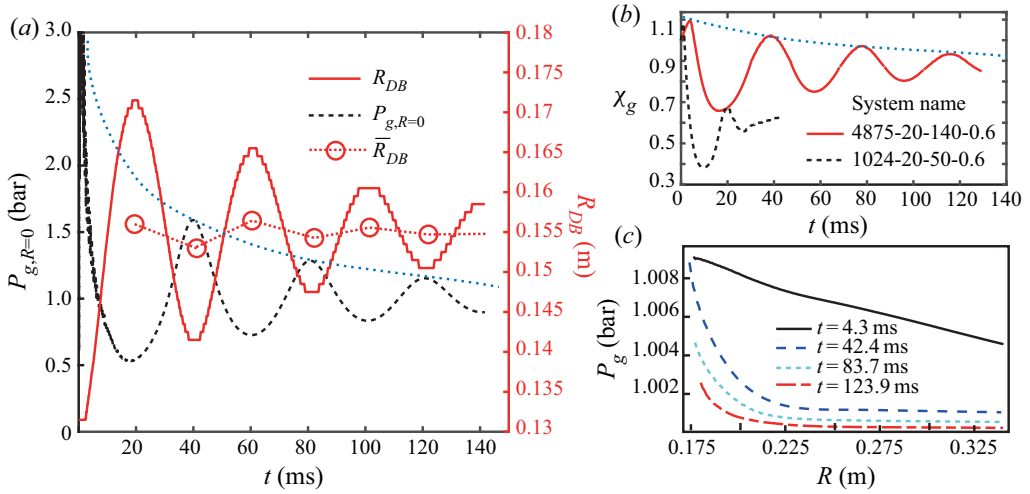 (a)
3.0
2.5
2.0
1.5
1.0
0.5
0
P_{g,R=0} (bar)
0 20 40 60 80 100 120 140
t (ms)
R_{DB}
P_{g,R=0}
R̅_{DB}
0.18
0.175
0.17
0.165
0.16
0.155
0.15
0.145
0.14
0.135
0.13
R_{DB} (m)
(b)
1.1
0.9
0.7
0.6
0.4
0.3
χ_g
System name
4875-20-140-0.6
1024-20-50-0.6
0 20 40 60 80 100 120 140
t (ms)
(c)
1.008
1.006
1.004
1.002
P_g (bar)
t = 4.3 ms
t = 42.4 ms
t = 83.7 ms
t = 123.9 ms
0.175 0.225 0.275 0.325
R (m)